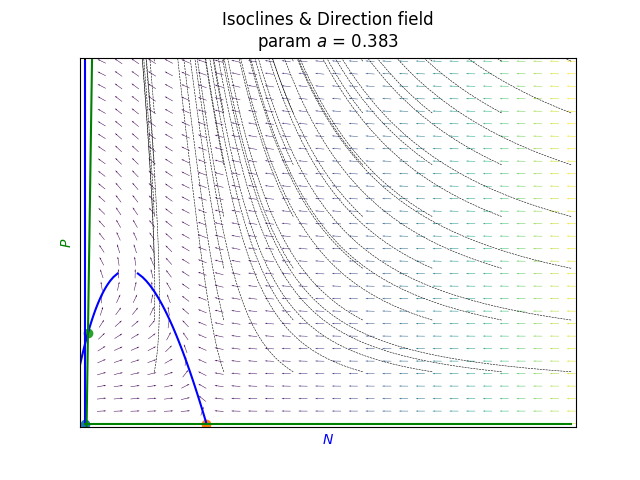 Isoclines & Direction field
param a = 0.383
P
N